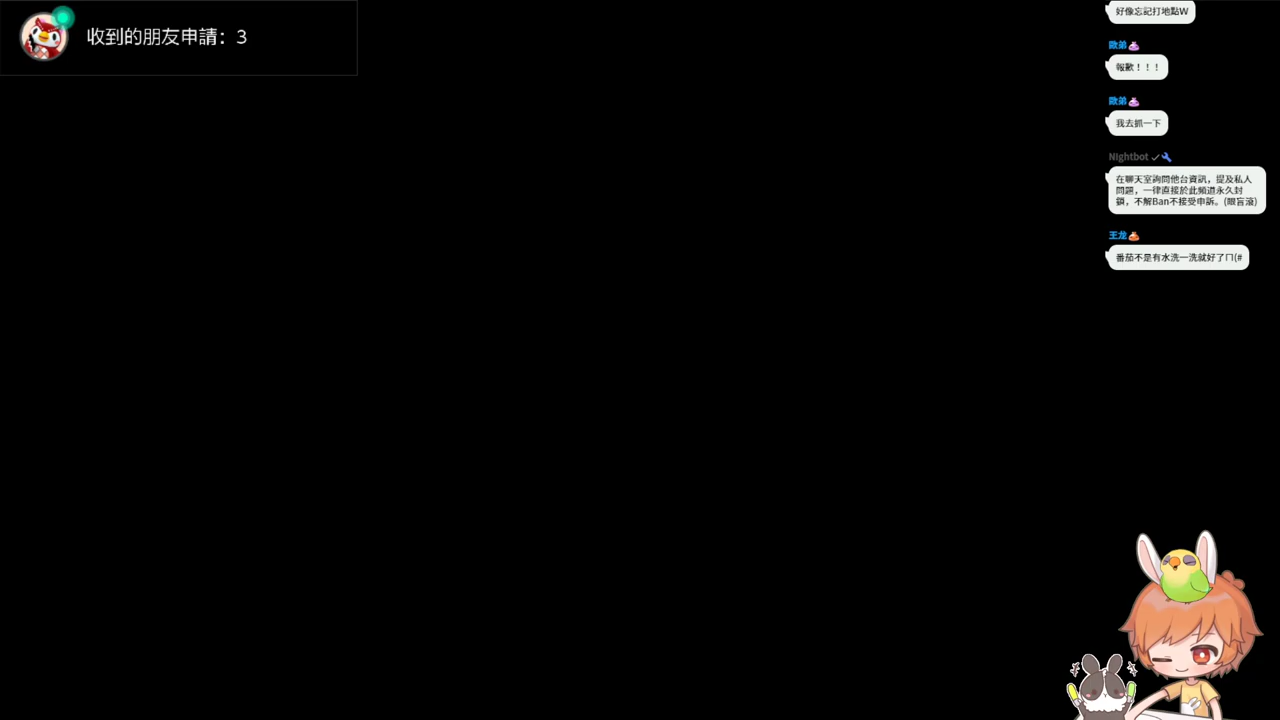 收到的朋友申請：3
好像忘記打地點W
歐弟
報歉！！！
歐弟
我去抓一下
Nightbot
在聊天室詢問他台資訊，提及私人
問題，一律直接於此頻道永久封
鎖，不解Ban不接受申訴。(眼盲滾)
王龙
番茄不是有水洗一洗就好了ㄇ(#